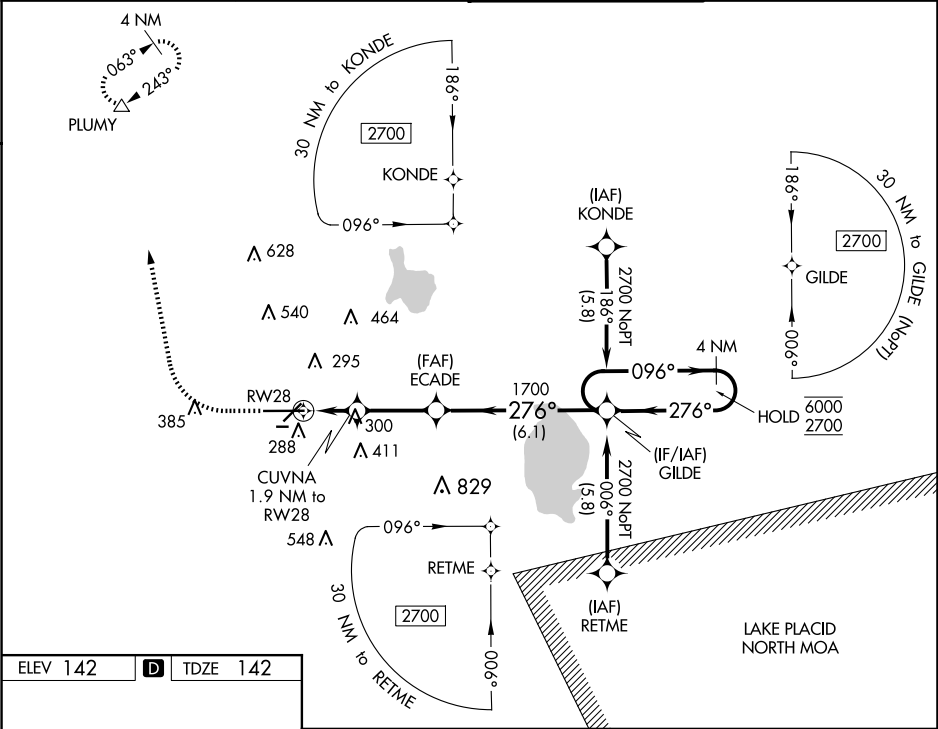 4 NM
063°
243°
PLUMY
30 NM to KONDE
186°
2700
KONDE
096°
(IAF)
KONDE
2700 NoPT
186°
(5.8)
186°
30 NM to GILDE (NoPT)
2700
GILDE
006°
628
540
464
295
(FAF)
ECADE
4 NM
096°
1700
276°
(6.1)
276°
HOLD
6000
2700
RW28
385
288
300
411
CUVNA
1.9 NM to
RW28
(IF/IAF)
GILDE
2700 NoPT
006°
(5.8)
829
548
096°
RETME
30 NM to RETME
2700
006°
(IAF)
RETME
LAKE PLACID
NORTH MOA
ELEV 142 D TDZE 142